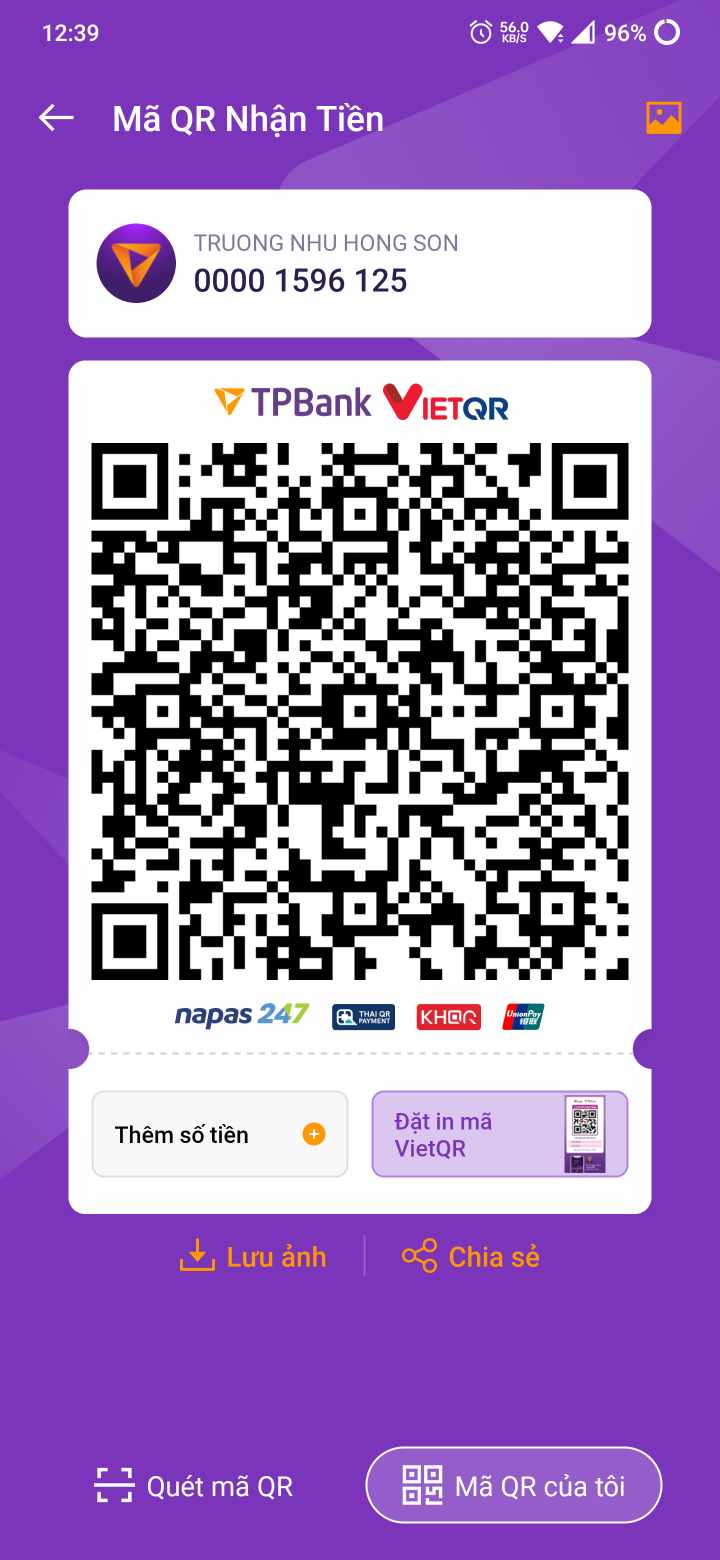 12:39
56.0
KB/S
96%
Mã QR Nhận Tiền
TRUONG NHU HONG SON
0000 1596 125
TPBank VIETQR
napas 247
THAI QR
PAYMENT
KHQR
UnionPay
银联
Thêm số tiền
Đặt in mã
VietQR
Lưu ảnh
Chia sẻ
Quét mã QR
Mã QR của tôi